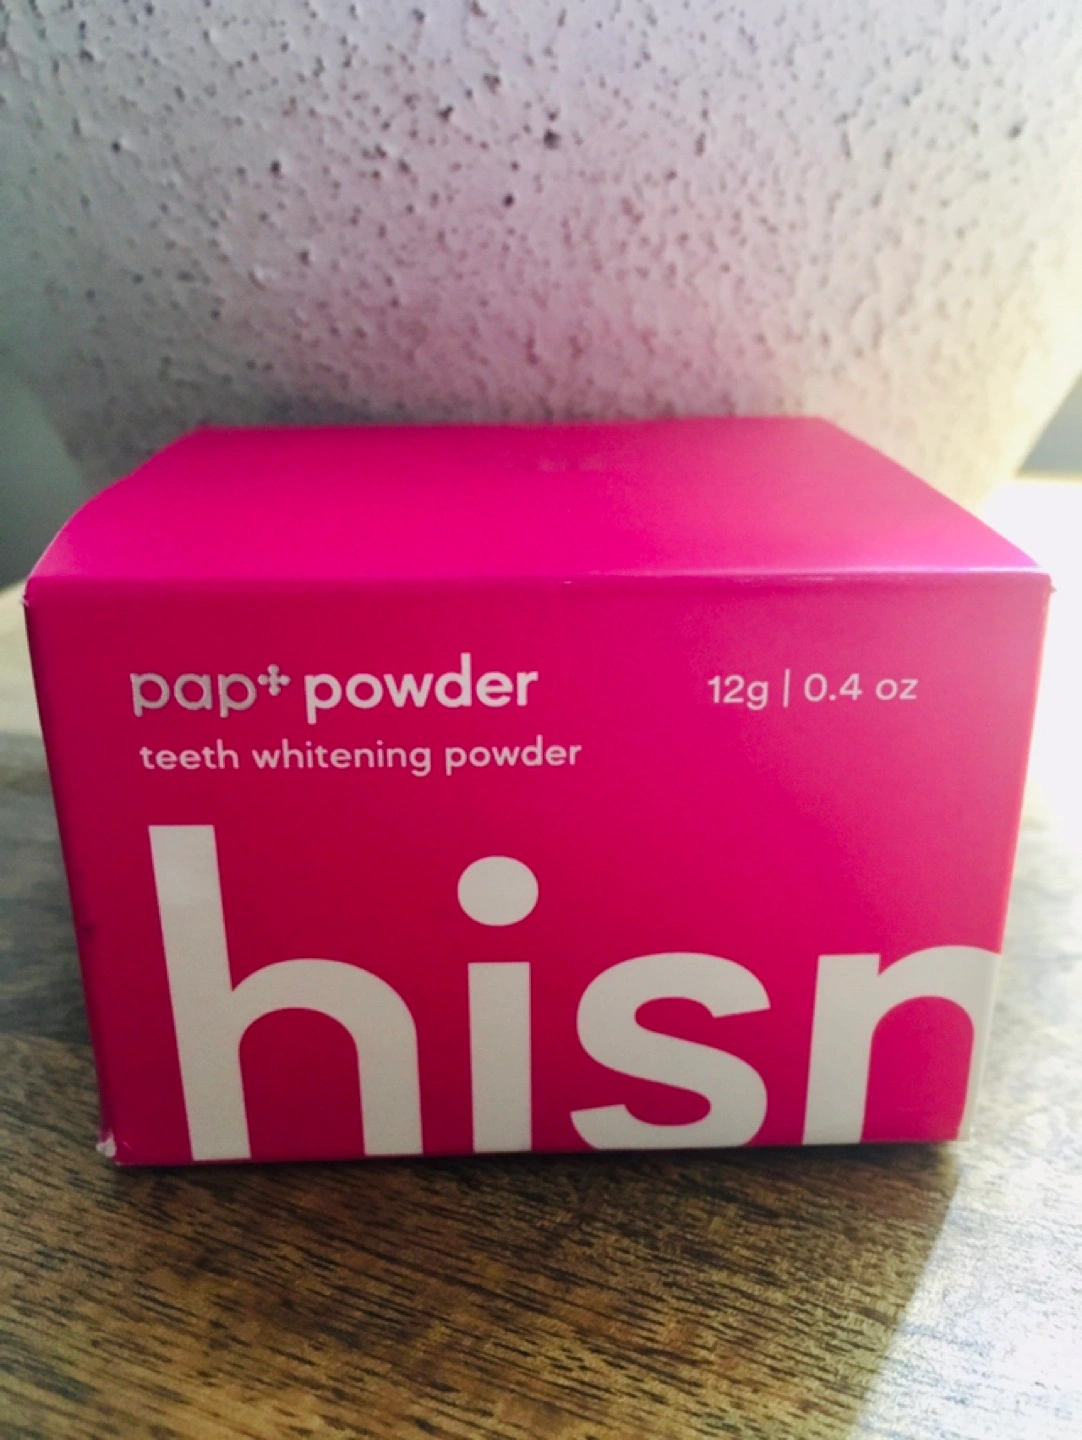 pap+ powder
12g | 0.4 oz
teeth whitening powder
hisn